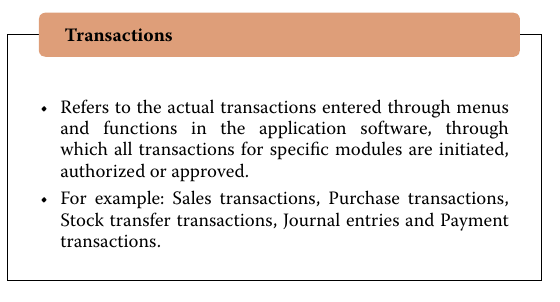 Transactions
• Refers to the actual transactions entered through menus
and functions in the application software, through
which all transactions for specific modules are initiated,
authorized or approved.
• For example: Sales transactions, Purchase transactions,
Stock transfer transactions, Journal entries and Payment
transactions.